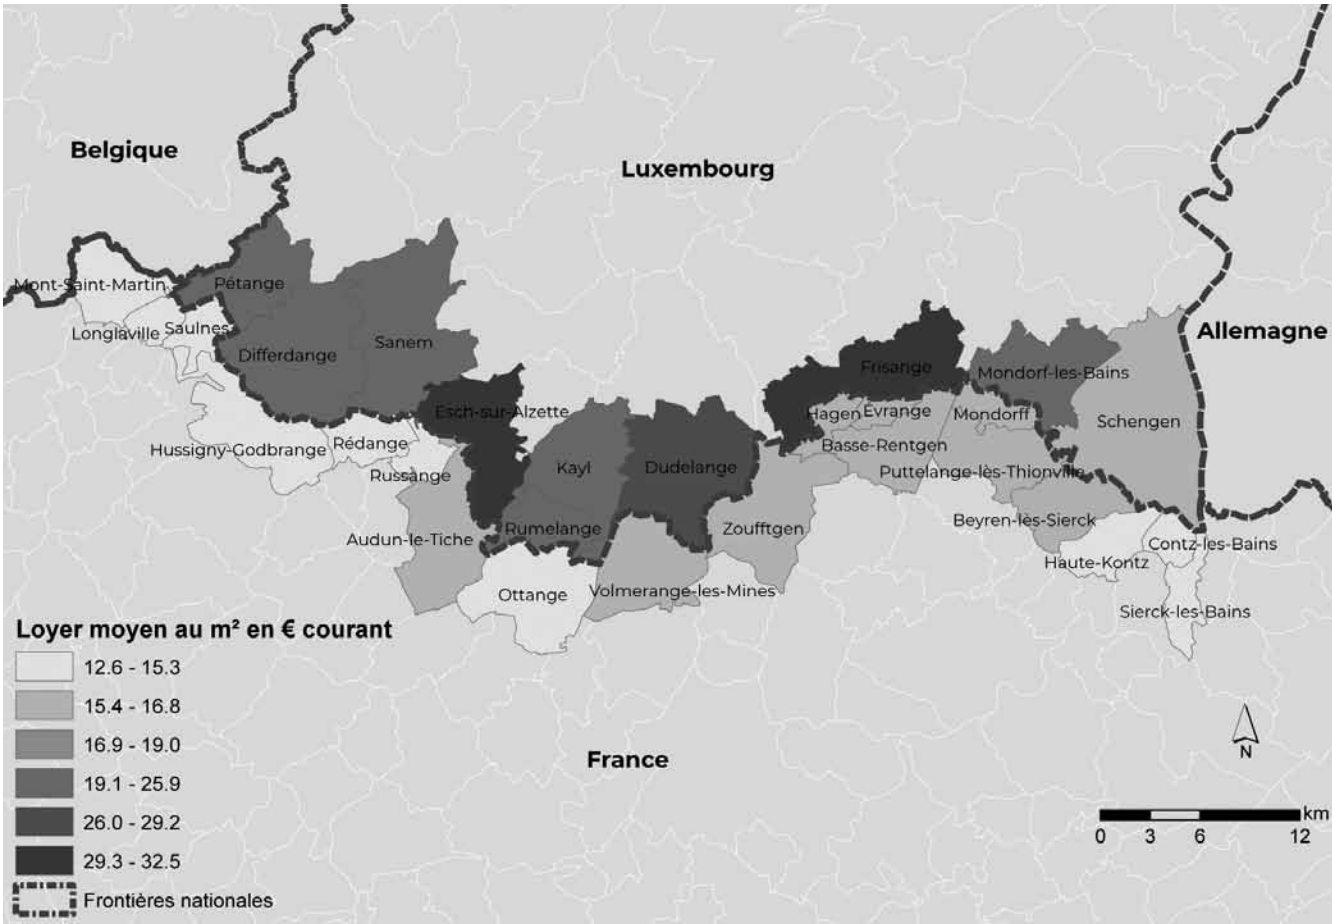 Belgique
Luxembourg
Allemagne
Mont-Saint-Martin
Pétange
Longlaville
Saulnes
Differdange
Sanem
Frisange
Mondorf-les-Bains
Esch-sur-Alzette
Hagen
Évrange
Mondorff
Schengen
Hussigny-Godbrange
Rédange
Basse-Rentgen
Russange
Kayl
Dudelange
Puttelange-lès-Thionville
Audun-le-Tiche
Rumelange
Zoufftgen
Beyren-lès-Sierck
Contz-les-Bains
Haute-Kontz
Ottange
Volmerange-les-Mines
Sierck-les-Bains
France
Loyer moyen au m² en € courant
12.6 - 15.3
15.4 - 16.8
16.9 - 19.0
19.1 - 25.9
26.0 - 29.2
29.3 - 32.5
Frontières nationales
N
km
0 3 6 12